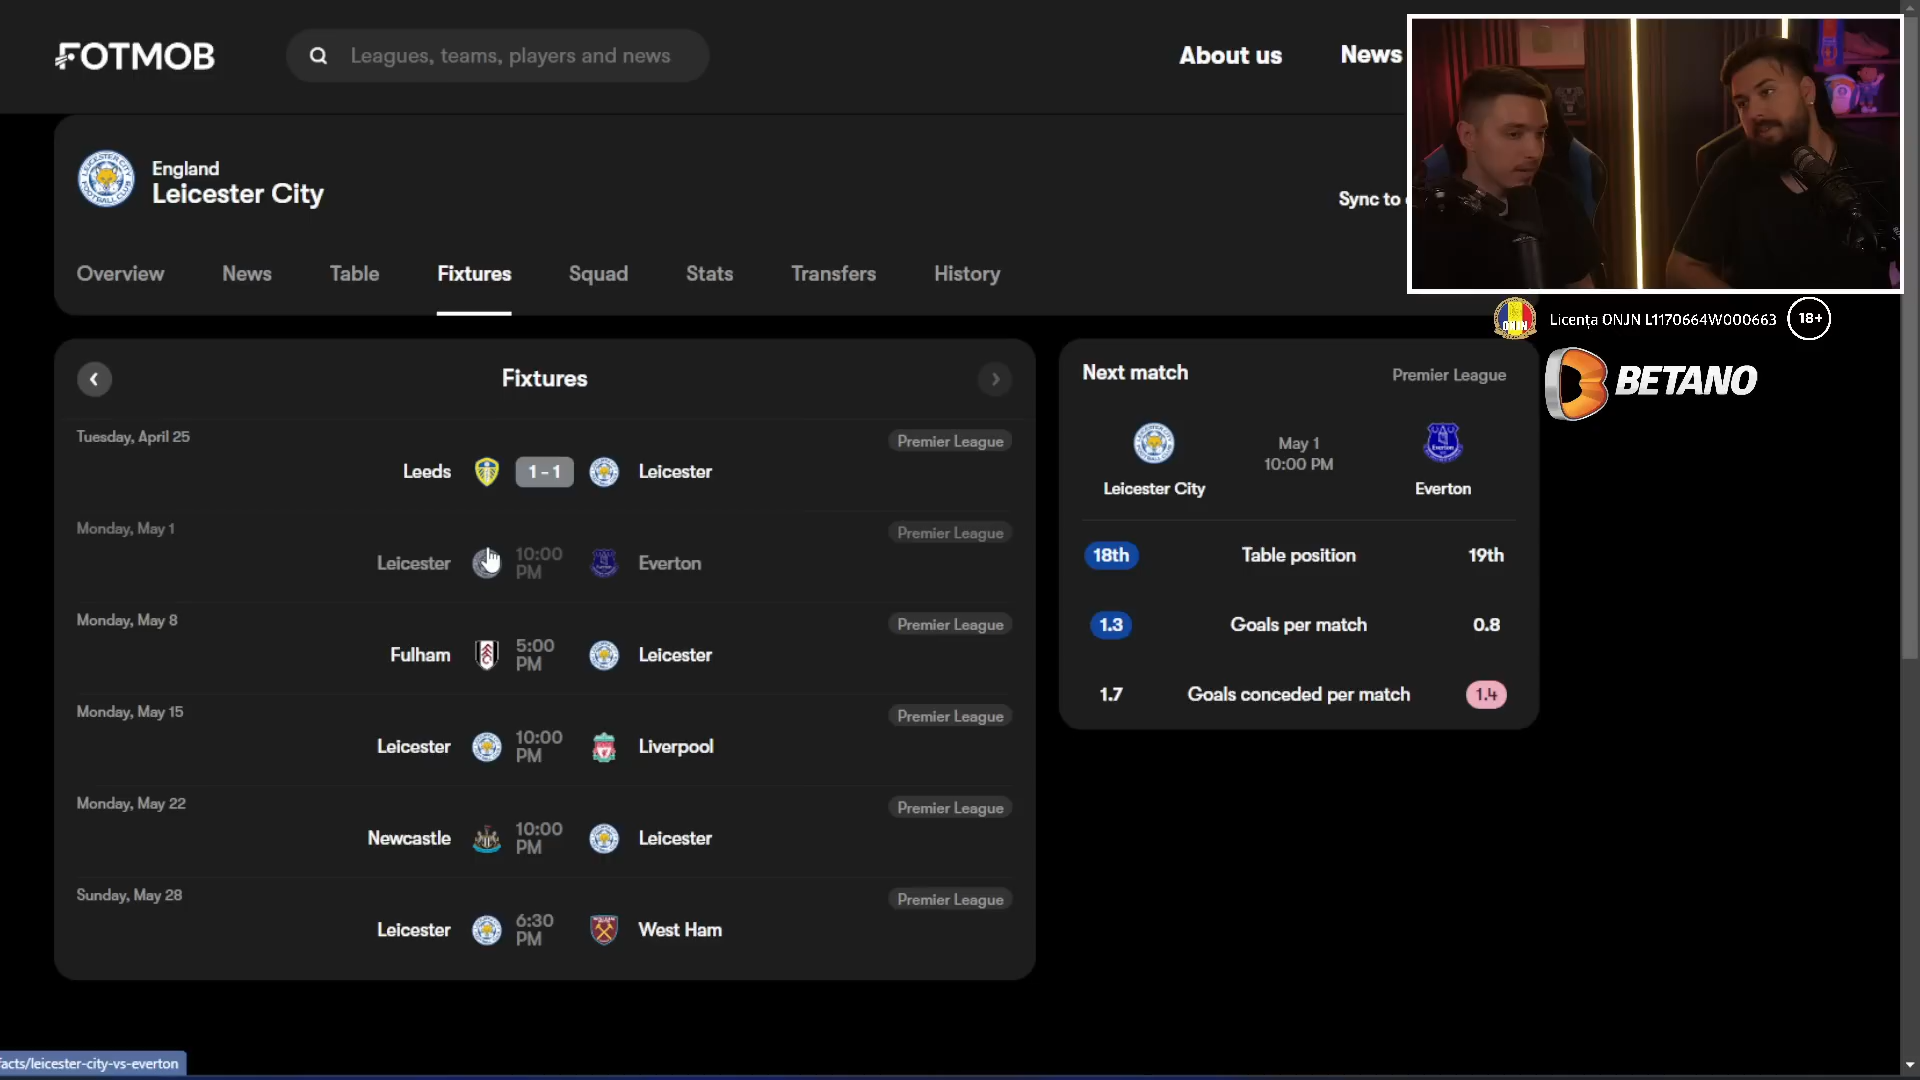 FOTMOB
Leagues, teams, players and news
About us
News
England
Leicester City
Sync to
Overview
News
Table
Fixtures
Squad
Stats
Transfers
History
Licența ONJN L1170664W000663
18+
ONJN
BETANO
Fixtures
Tuesday, April 25
Premier League
Leeds 1 - 1 Leicester
Monday, May 1
Premier League
Leicester 10:00 PM Everton
Monday, May 8
Premier League
Fulham 5:00 PM Leicester
Monday, May 15
Premier League
Leicester 10:00 PM Liverpool
Monday, May 22
Premier League
Newcastle 10:00 PM Leicester
Sunday, May 28
Premier League
Leicester 6:30 PM West Ham
Next match
Premier League
May 1
10:00 PM
Leicester City
Everton
18th Table position 19th
1.3 Goals per match 0.8
1.7 Goals conceded per match 1.4
facts/leicester-city-vs-everton